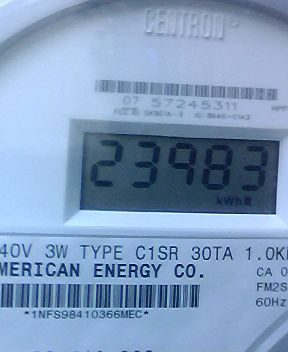 CENTRON
07 57245311
23983
kWh
40V 3W TYPE C1SR 30TA 1.0K
MERICAN ENERGY CO.
CA 0
FM2S
60Hz
*1NFS98410366MEC*